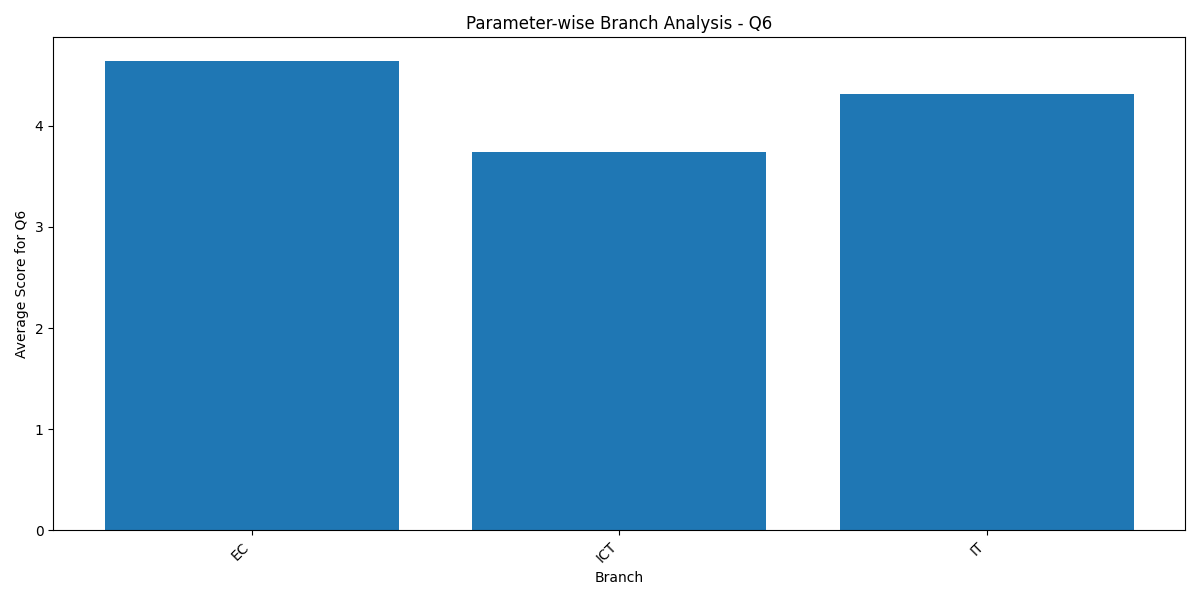 Parameter-wise Branch Analysis - Q6
Average Score for Q6
4
3
2
1
0
EC
ICT
IT
Branch